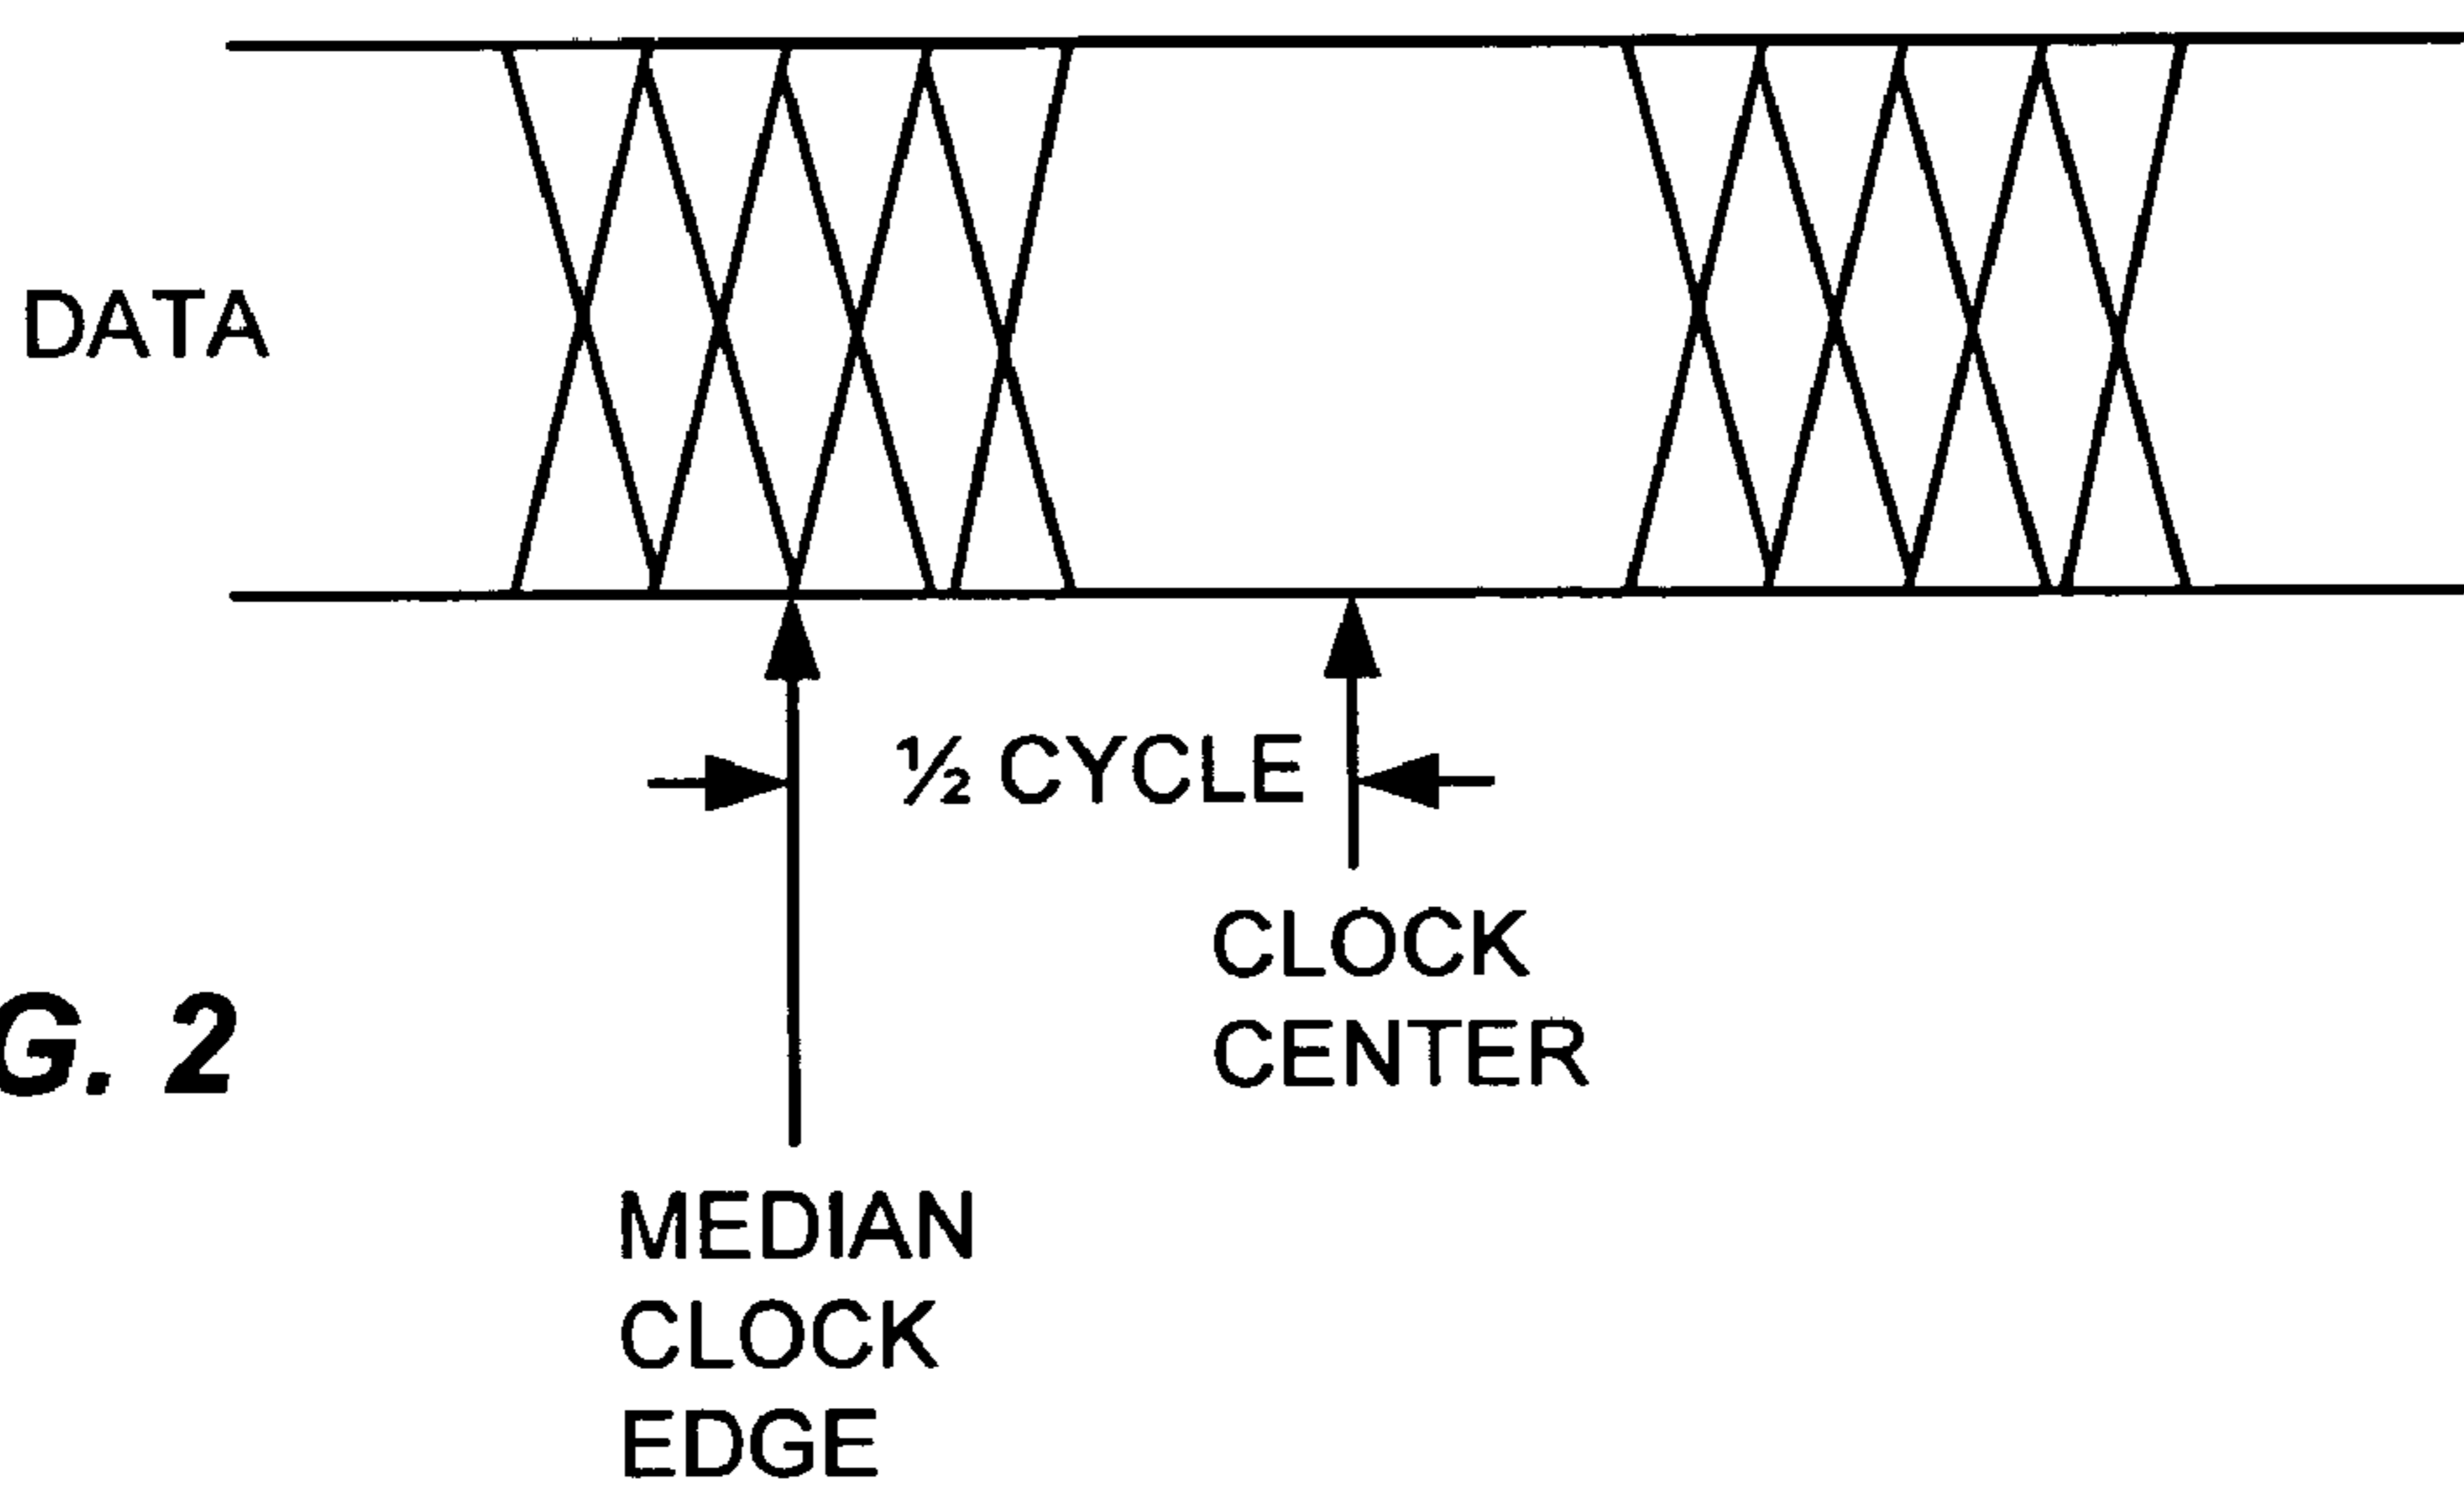 DATA
½ CYCLE
CLOCK
CENTER
G. 2
MEDIAN
CLOCK
EDGE